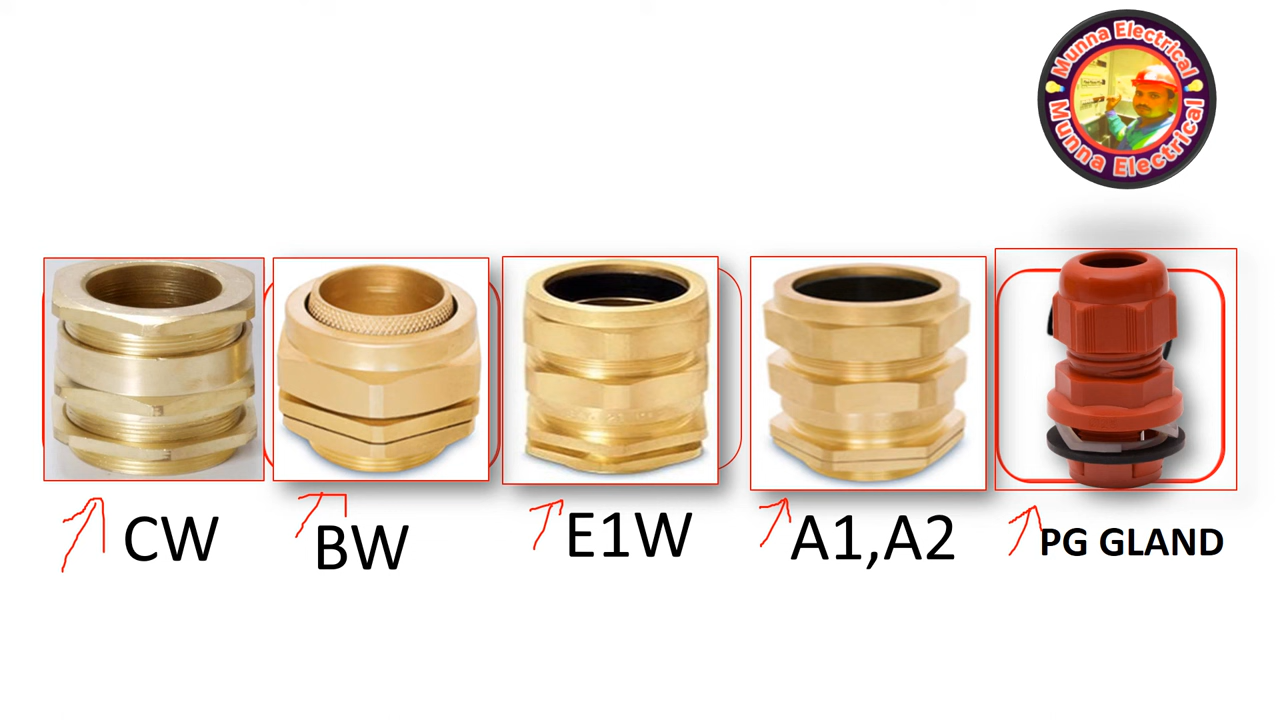 Munna Electrical
Munna Electrical
CW
BW
E1W
A1,A2
PG GLAND